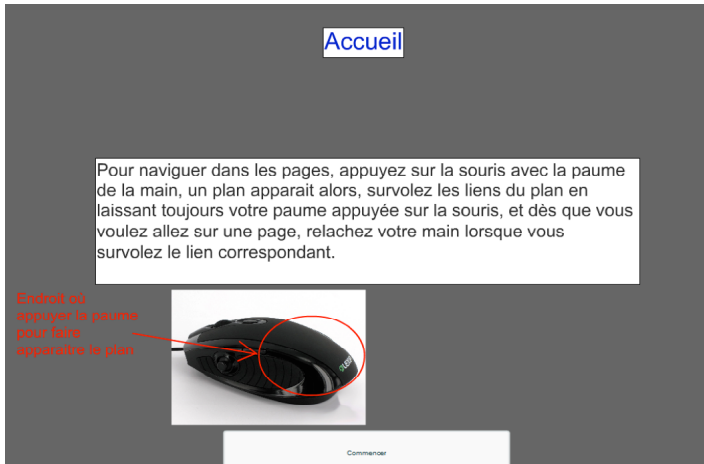 Accueil
Pour naviguer dans les pages, appuyez sur la souris avec la paume
de la main, un plan apparait alors, survolez les liens du plan en
laissant toujours votre paume appuyée sur la souris, et dès que vous
voulez allez sur une page, relachez votre main lorsque vous
survolez le lien correspondant.
Endroit où
appuyer la paume
pour faire
apparaitre le plan
Commencer